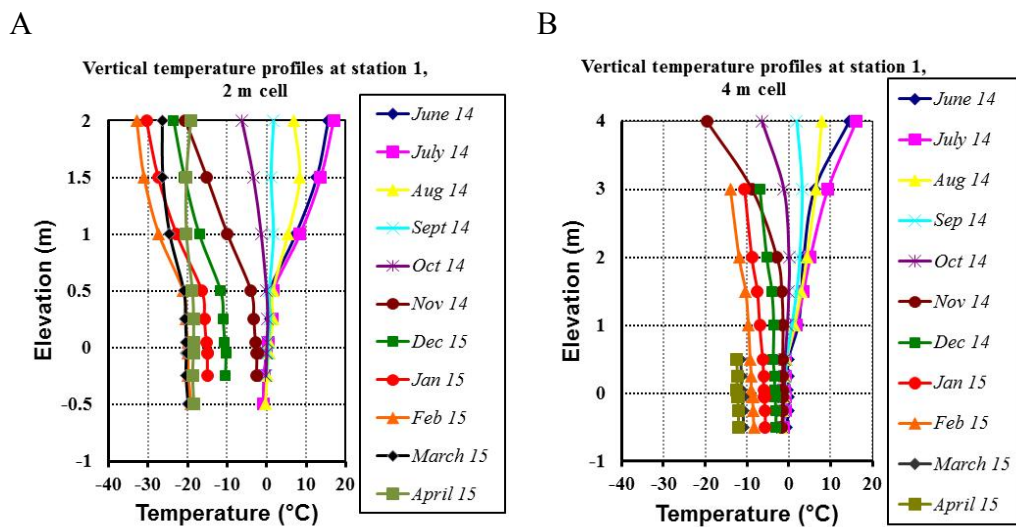 A
B
Vertical temperature profiles at station 1,
2 m cell
Elevation (m)
2
1.5
1
0.5
0
-0.5
-1
-40 -30 -20 -10 0 10 20
Temperature (°C)
June 14
July 14
Aug 14
Sept 14
Oct 14
Nov 14
Dec 15
Jan 15
Feb 15
March 15
April 15
Vertical temperature profiles at station 1,
4 m cell
Elevation (m)
4
3
2
1
0
-1
-40 -20 0 20
Temperature (°C)
June 14
July 14
Aug 14
Sep 14
Oct 14
Nov 14
Dec 14
Jan 15
Feb 15
March 15
April 15